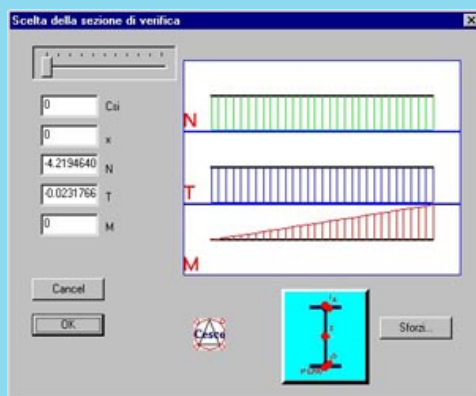 Scelta della sezione di verifica
0 Csi
0 x
-4.2194640 N
-0.0231766 T
0 M
N
T
M
Cancel
OK
Cesco
Sforzi...